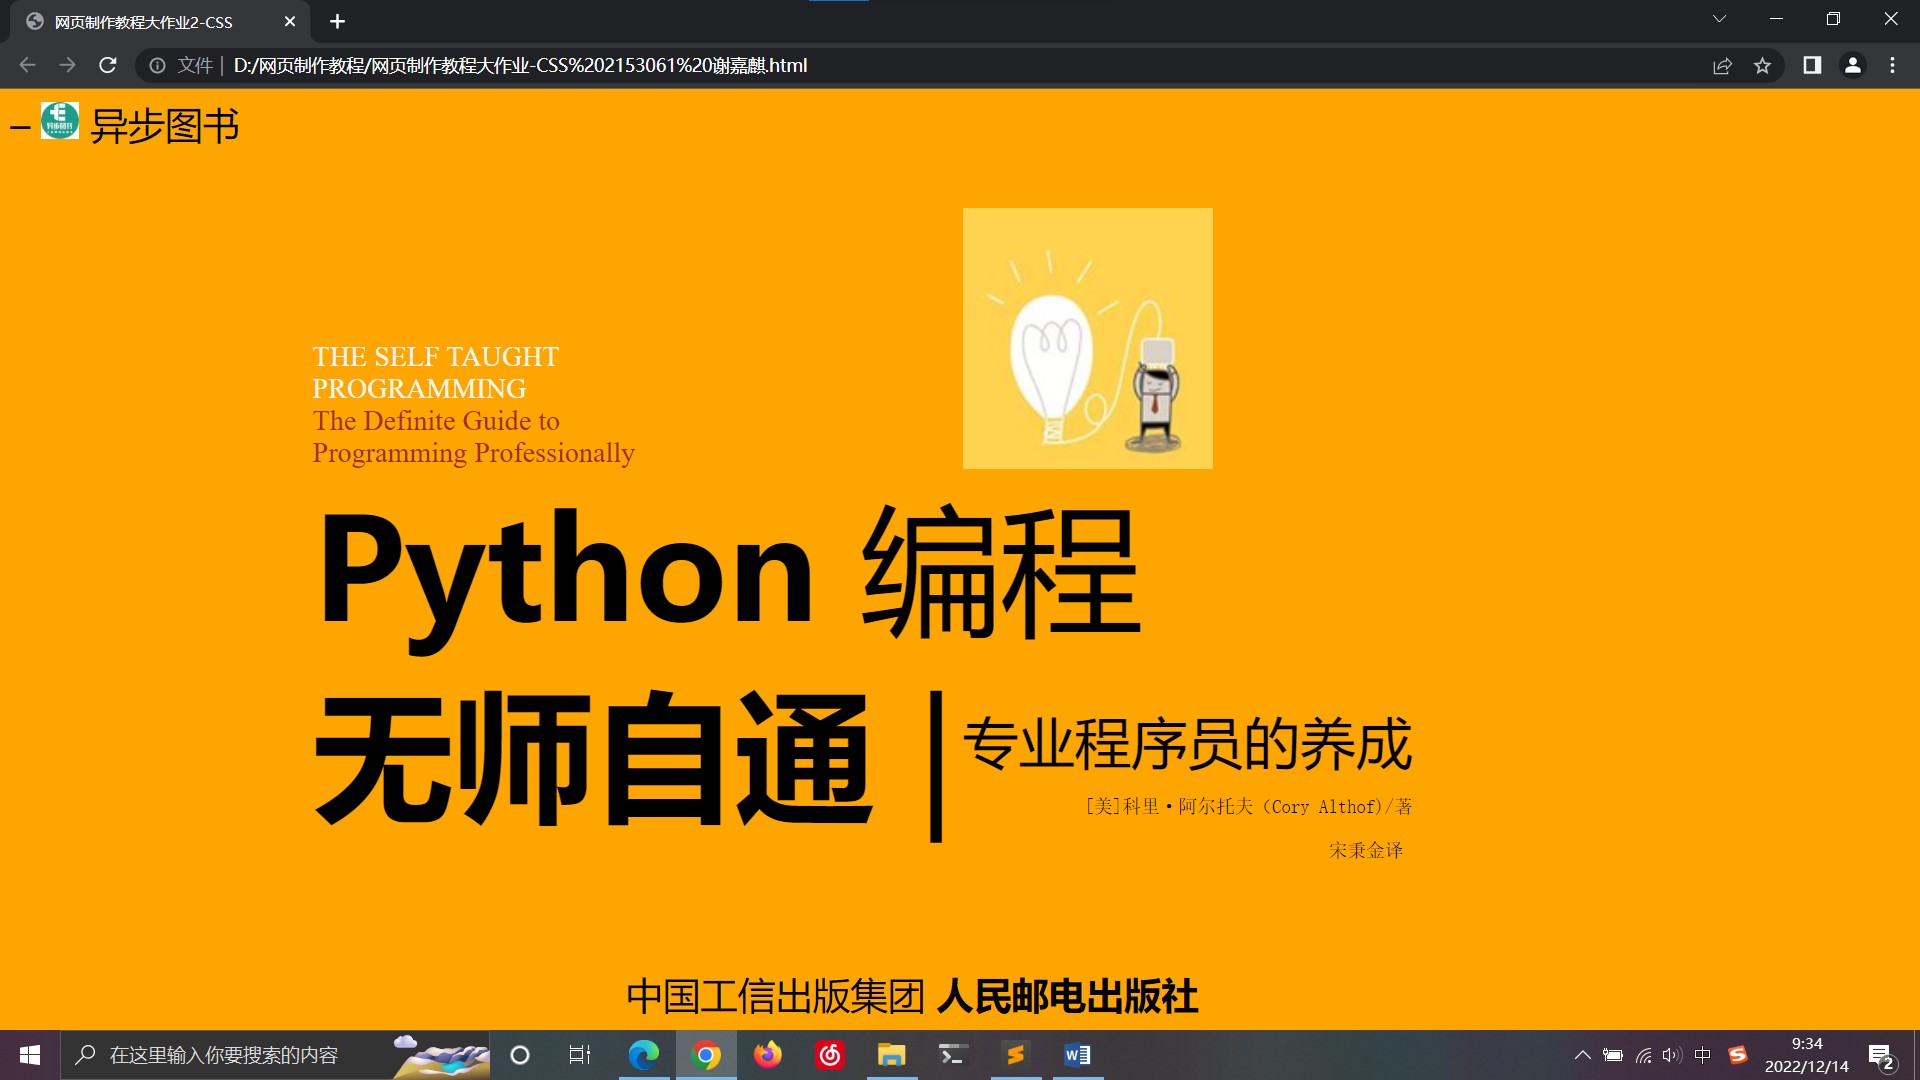 网页制作教程大作业2-CSS
文件 | D:/网页制作教程/网页制作教程大作业-CSS%202153061%20谢嘉麒.html
– 异步图书
THE SELF TAUGHT
PROGRAMMING
The Definite Guide to
Programming Professionally
Python 编程
无师自通 | 专业程序员的养成
[美]科里·阿尔托夫（Cory Althof)/著
宋秉金译
中国工信出版集团 人民邮电出版社
在这里输入你要搜索的内容
中
9:34
2022/12/14
2